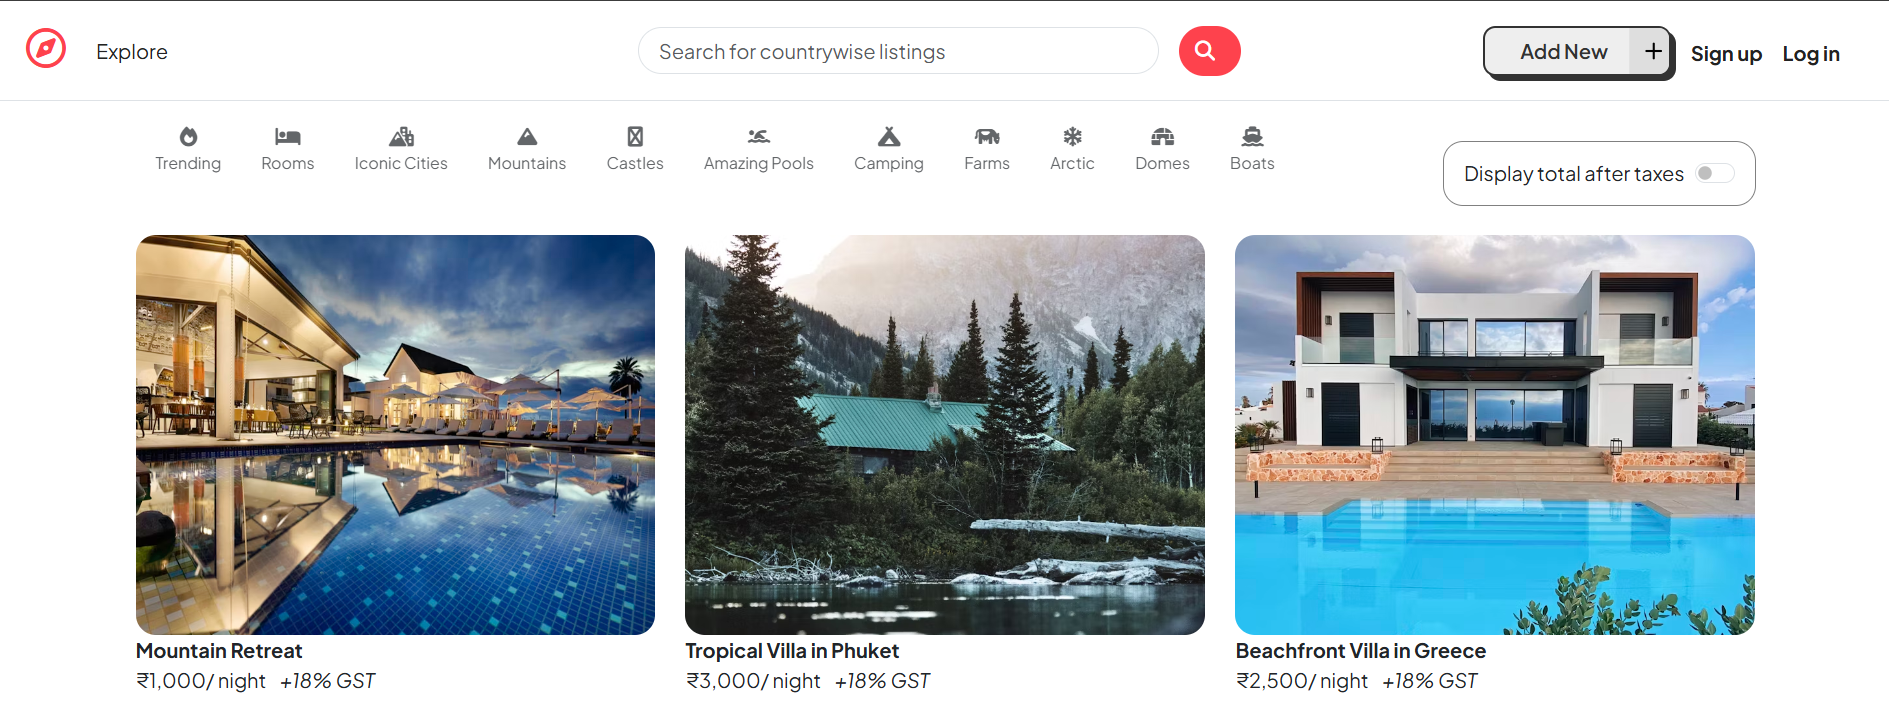 Explore
Search for countrywise listings
Add New +
Sign up
Log in
Trending
Rooms
Iconic Cities
Mountains
Castles
Amazing Pools
Camping
Farms
Arctic
Domes
Boats
Display total after taxes
Mountain Retreat
₹1,000/ night +18% GST
Tropical Villa in Phuket
₹3,000/ night +18% GST
Beachfront Villa in Greece
₹2,500/ night +18% GST